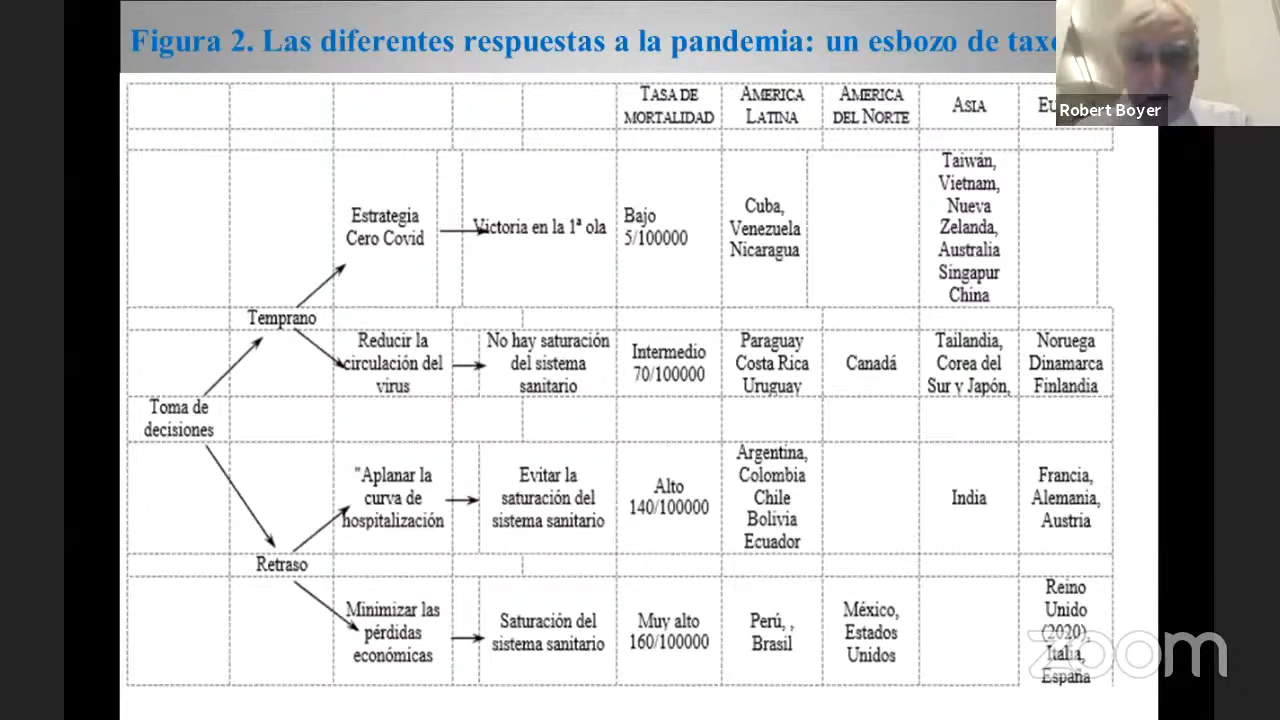 Figura 2. Las diferentes respuestas a la pandemia: un esbozo de
Robert Boyer
TASA DE
MORTALIDAD
AMERICA
LATINA
AMERICA
DEL NORTE
ASIA
Estrategia
Cero Covid
Victoria en la 1ª ola
Bajo
5/100000
Cuba,
Venezuela
Nicaragua
Taiwán,
Vietnam,
Nueva
Zelanda,
Australia
Singapur
China
Temprano
Reducir la
circulación del
virus
No hay saturación
del sistema
sanitario
Intermedio
70/100000
Paraguay
Costa Rica
Uruguay
Canadá
Tailandia,
Corea del
Sur y Japón,
Noruega
Dinamarca
Finlandia
Toma de
decisiones
"Aplanar la
curva de
hospitalización
Evitar la
saturación del
sistema sanitario
Alto
140/100000
Argentina,
Colombia
Chile
Bolivia
Ecuador
India
Francia,
Alemania,
Austria
Retraso
Minimizar las
pérdidas
económicas
Saturación del
sistema sanitario
Muy alto
160/100000
Perú, ,
Brasil
México,
Estados
Unidos
Reino
Unido
(2020),
Italia,
España
zoom